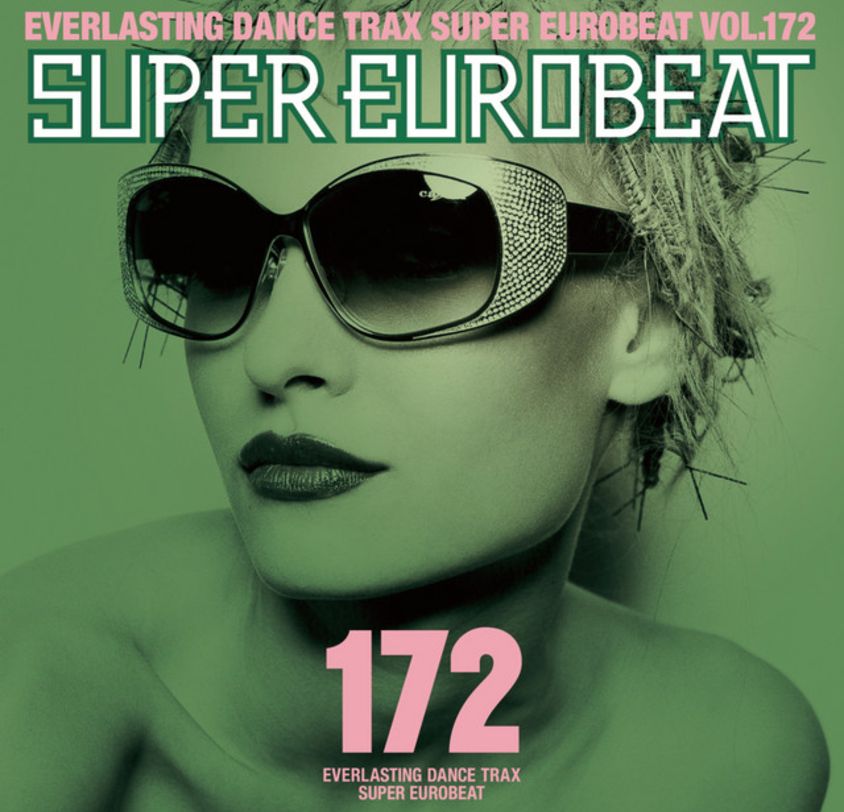 EVERLASTING DANCE TRAX SUPER EUROBEAT VOL.172
SUPER EUROBEAT
172
EVERLASTING DANCE TRAX
SUPER EUROBEAT